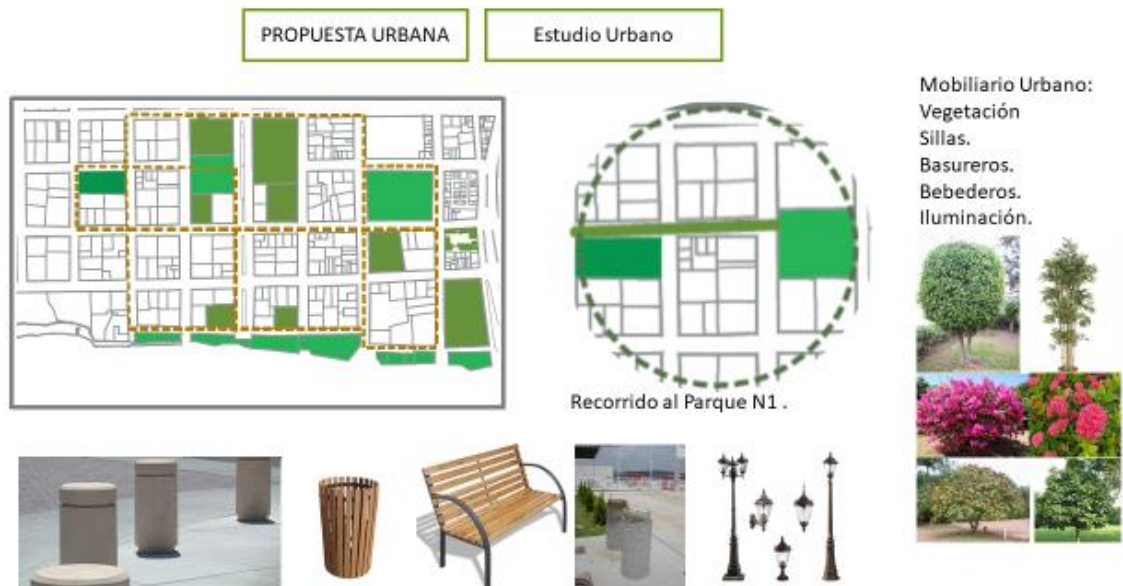 PROPUESTA URBANA
Estudio Urbano
Mobiliario Urbano:
Vegetación
Sillas.
Basureros.
Bebederos.
Iluminación.
Recorrido al Parque N1 .